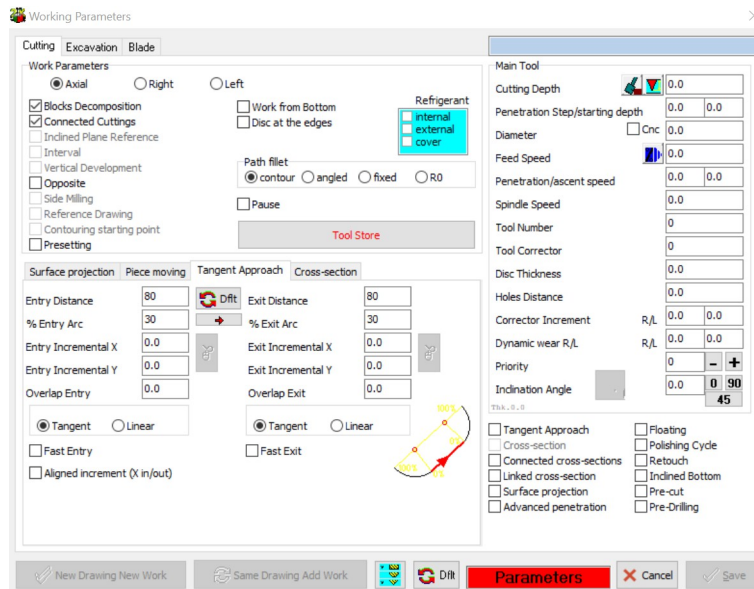 Working Parameters
Cutting Excavation Blade
Work Parameters
Axial Right Left
Blocks Decomposition
Connected Cuttings
Inclined Plane Reference
Interval
Vertical Development
Opposite
Side Milling
Reference Drawing
Contouring starting point
Presetting
Work from Bottom
Disc at the edges
Refrigerant
internal
external
cover
Path fillet
contour angled fixed R0
Pause
Tool Store
Surface projection Piece moving Tangent Approach Cross-section
Entry Distance 80 Dflt Exit Distance 80
% Entry Arc 30 % Exit Arc 30
Entry Incremental X 0.0 Exit Incremental X 0.0
Entry Incremental Y 0.0 Exit Incremental Y 0.0
Overlap Entry 0.0 Overlap Exit 0.0
Tangent Linear Tangent Linear
Fast Entry Fast Exit
Aligned increment (X in/out)
100%
0%
100%
0%
Main Tool
Cutting Depth 0.0
Penetration Step/starting depth 0.0 0.0
Diameter Cnc 0.0
Feed Speed 0.0
Penetration/ascent speed 0.0 0.0
Spindle Speed 0.0
Tool Number 0
Tool Corrector 0
Disc Thickness 0.0
Holes Distance 0.0
Corrector Increment R/L 0.0 0.0
Dynamic wear R/L R/L 0.0 0.0
Priority 0 - +
Inclination Angle 0.0 0 90
45
Thk.0.0
Tangent Approach Floating
Cross-section Polishing Cycle
Connected cross-sections Retouch
Linked cross-section Inclined Bottom
Surface projection Pre-cut
Advanced penetration Pre-Drilling
New Drawing New Work Same Drawing Add Work Dflt Parameters Cancel Save